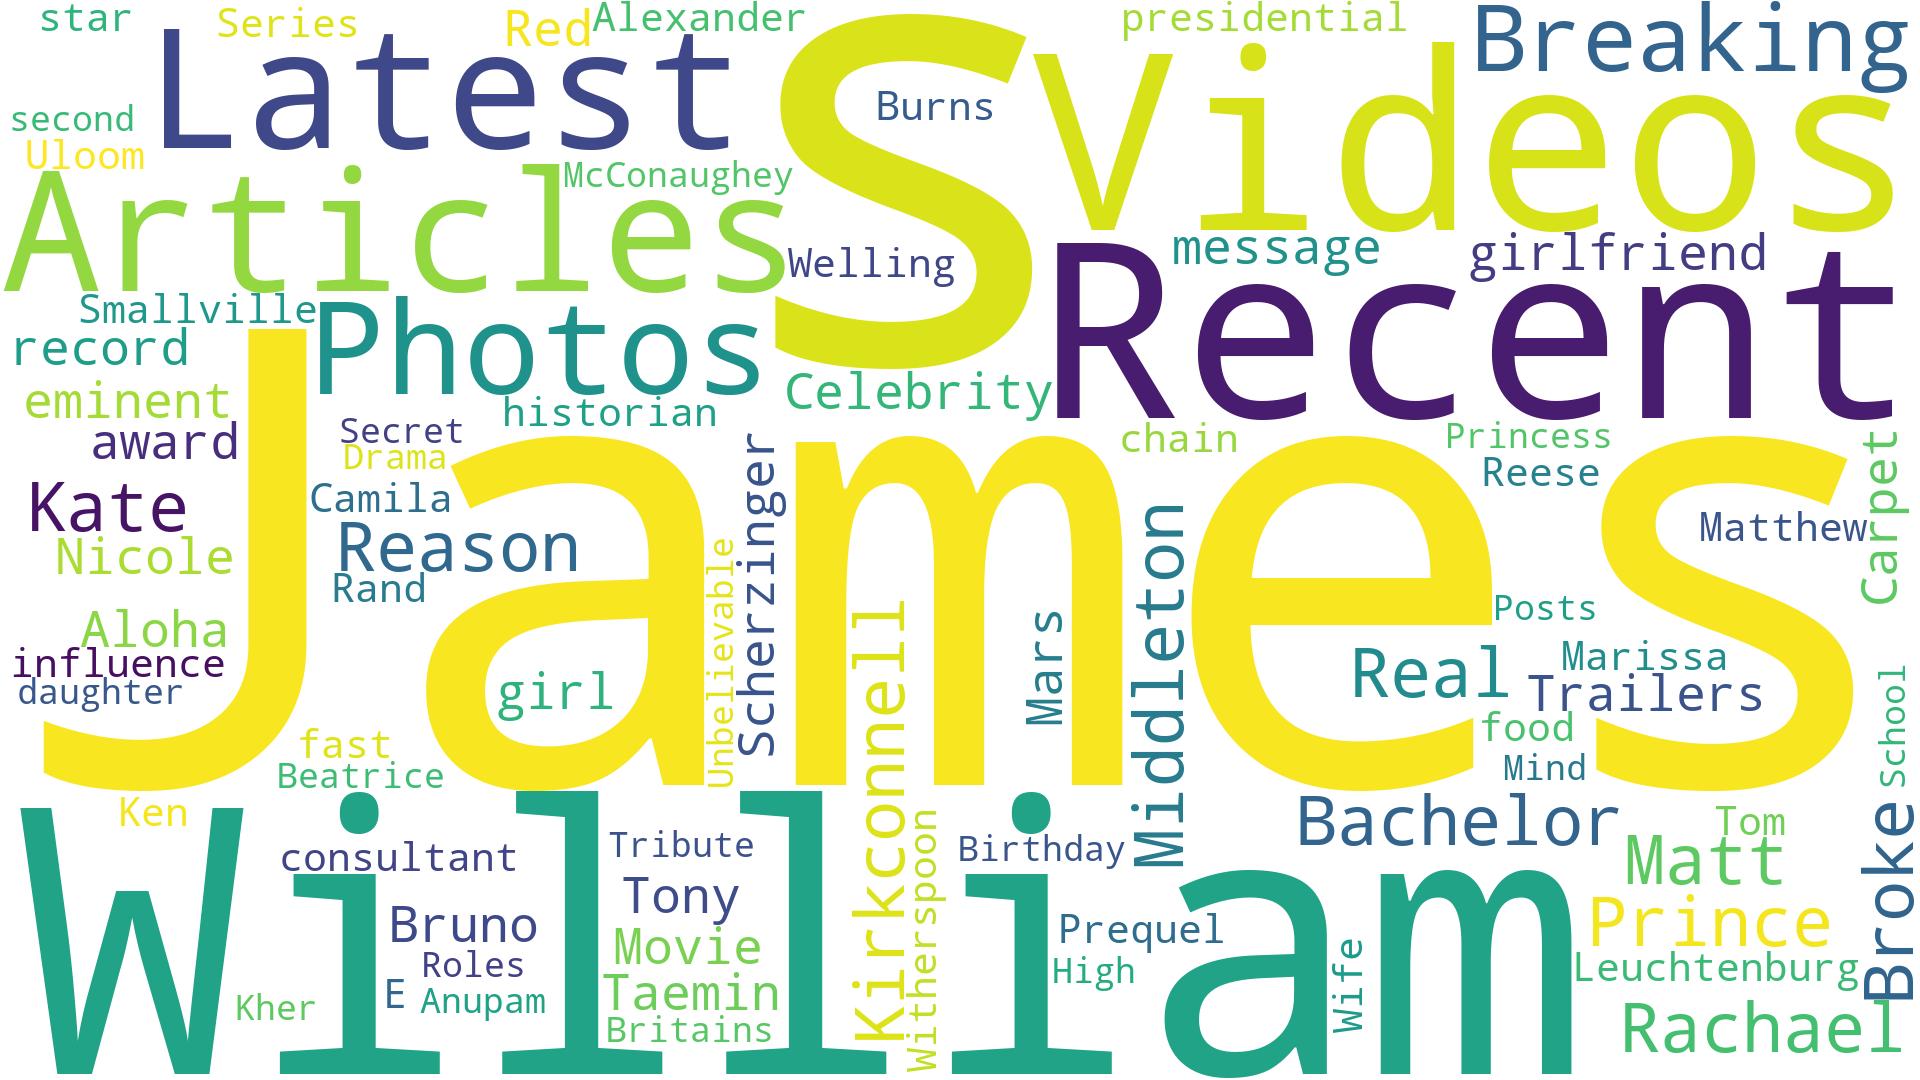 star
Series
Red
Alexander
presidential
Breaking
Latest
S
Videos
second
Burns
Uloom
Articles
McConaughey
Welling
message
girlfriend
Recent
Smallville
Photos
record
Celebrity
eminent
historian
award
Secret
Drama
chain
Princess
Reese
Carpet
James
Kate
Camila
Matthew
Nicole
Reason
Rand
Scherzinger
Unbelievable
Middleton
Kirkconnell
Mars
Posts
Aloha
influence
daughter
girl
Real
Marissa
Trailers
School
fast
Beatrice
food
Mind
Ken
William
consultant
Tribute
Birthday
Bachelor
Tom
Matt
Broke
Tony
Witherspoon
Bruno
Movie
Prequel
Prince
Roles
High
Wife
Leuchtenburg
Kher
E
Anupam
Taemin
Britains
Rachael